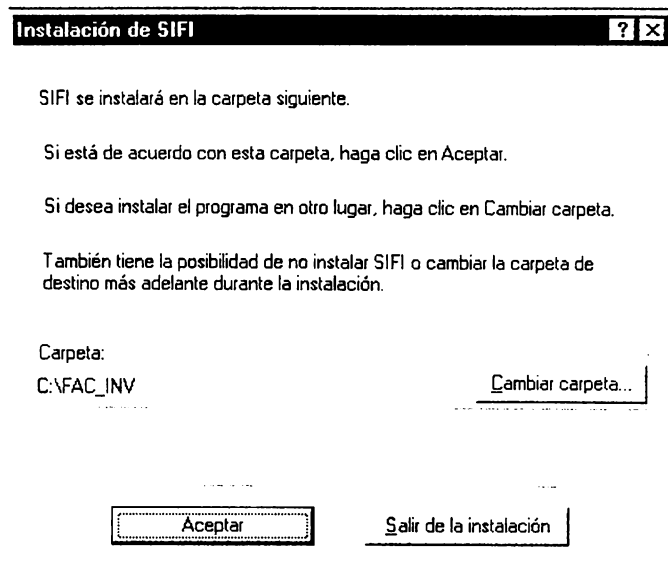 Instalación de SIFI
SIFI se instalará en la carpeta siguiente.
Si está de acuerdo con esta carpeta, haga clic en Aceptar.
Si desea instalar el programa en otro lugar, haga clic en Cambiar carpeta.
También tiene la posibilidad de no instalar SIFI o cambiar la carpeta de
destino más adelante durante la instalación.
Carpeta:
C:\FAC_INV
Cambiar carpeta...
Aceptar
Salir de la instalación